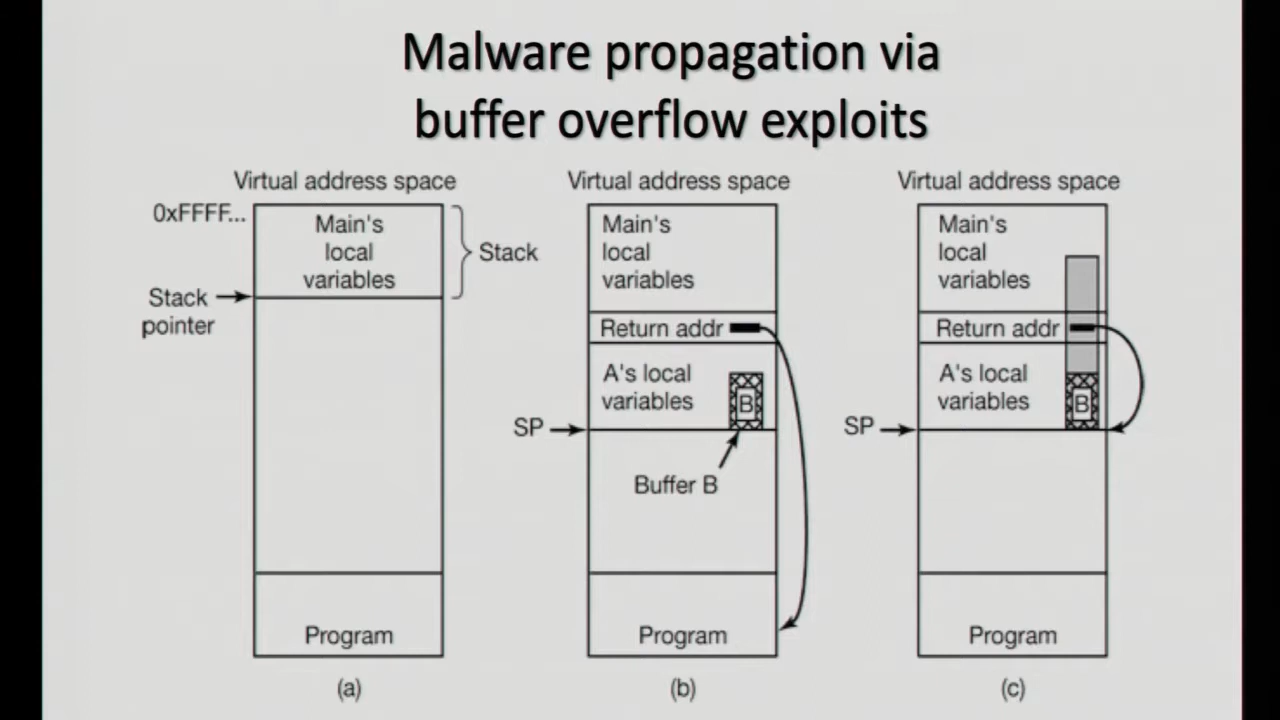 Malware propagation via
buffer overflow exploits
Virtual address space
0xFFFF...
Main's
local
variables
Stack
Stack
pointer
Program
(a)
Virtual address space
Main's
local
variables
Return addr
A's local
variables
B
SP
Buffer B
Program
(b)
Virtual address space
Main's
local
variables
Return addr
A's local
variables
B
SP
Program
(c)